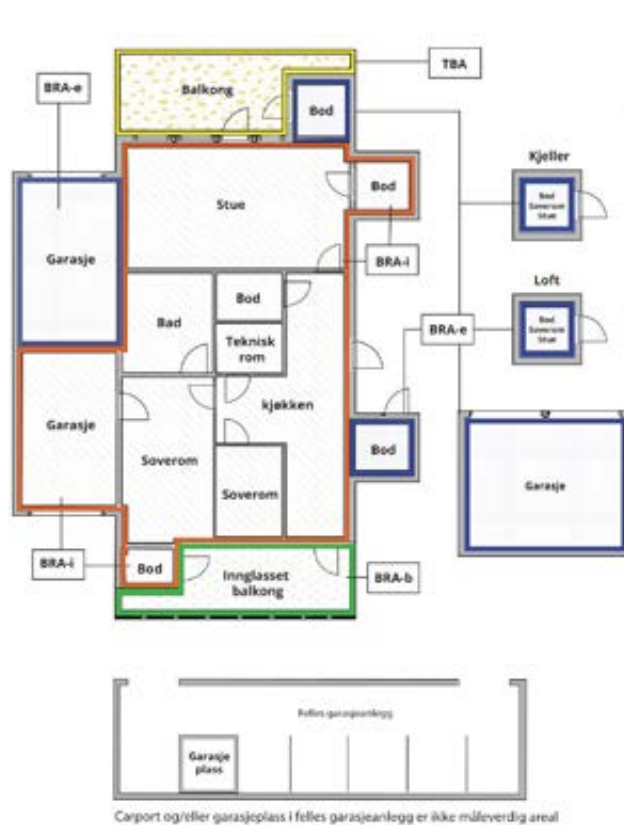 TBA
BRA-e
Balkong
Bod
Kjeller
Bod
Soverom
Stue
Stue
Bod
Garasje
BRA-i
Loft
Bod
Soverom
Stue
Bod
Bad
Teknisk
rom
BRA-e
kjøkken
Garasje
Bod
Soverom
Soverom
Garasje
BRA-i
Bod
Innglasset
balkong
BRA-b
Felles garasjeanlegg
Garasje
plass
Carport og/eller garasjeplass i felles garasjeanlegg er ikke måleverdig areal